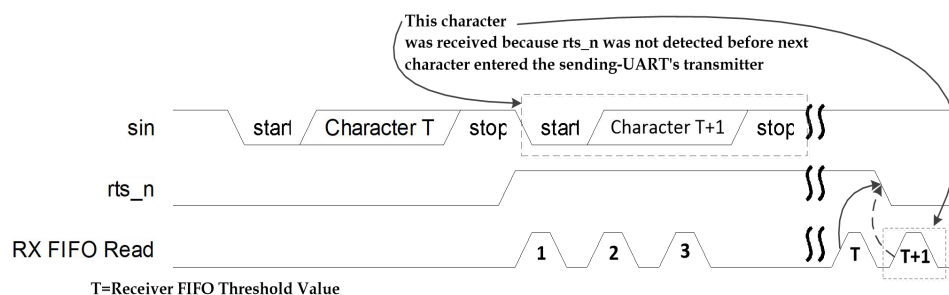 This character
was received because rts_n was not detected before next
character entered the sending-UART's transmitter
sin start Character T stop start Character T+1 stop
rts_n
RX FIFO Read 1 2 3 T T+1
T=Receiver FIFO Threshold Value